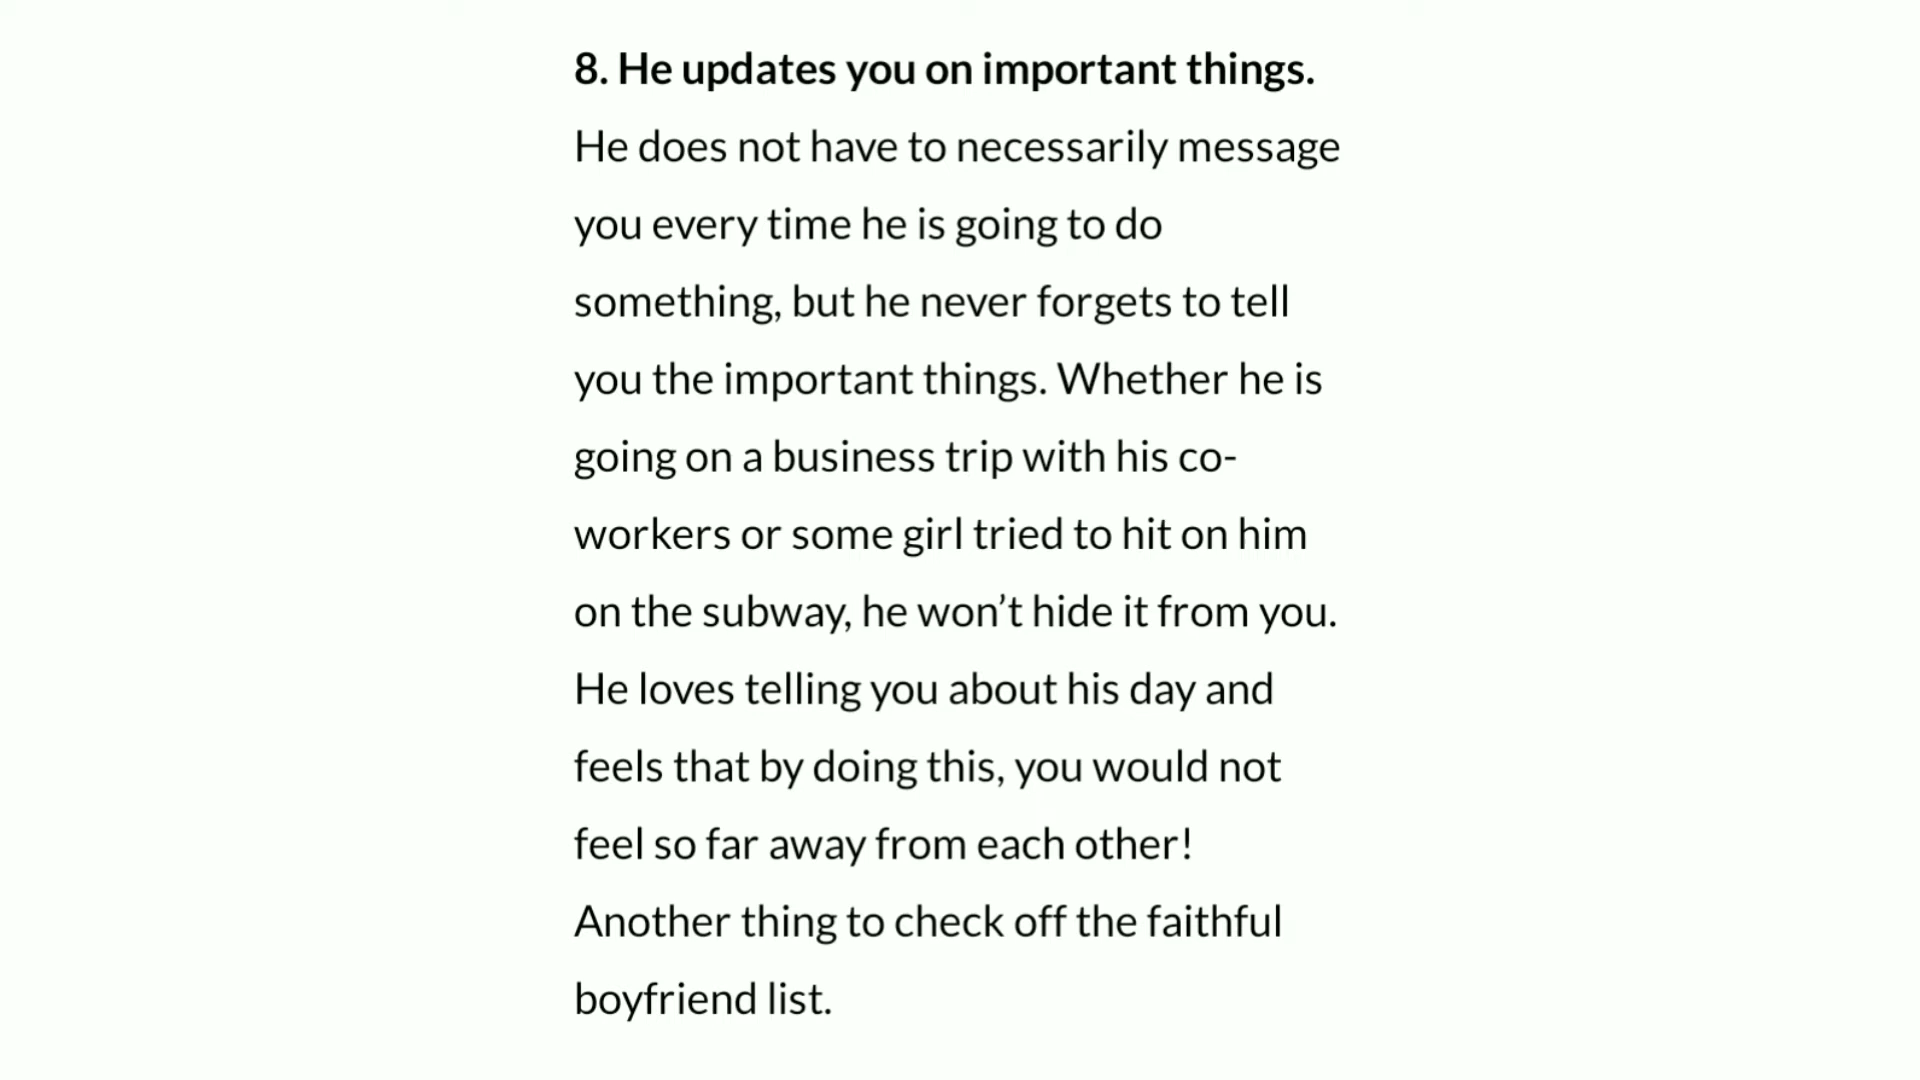 8. He updates you on important things.
He does not have to necessarily message
you every time he is going to do
something, but he never forgets to tell
you the important things. Whether he is
going on a business trip with his co-
workers or some girl tried to hit on him
on the subway, he won’t hide it from you.
He loves telling you about his day and
feels that by doing this, you would not
feel so far away from each other!
Another thing to check off the faithful
boyfriend list.